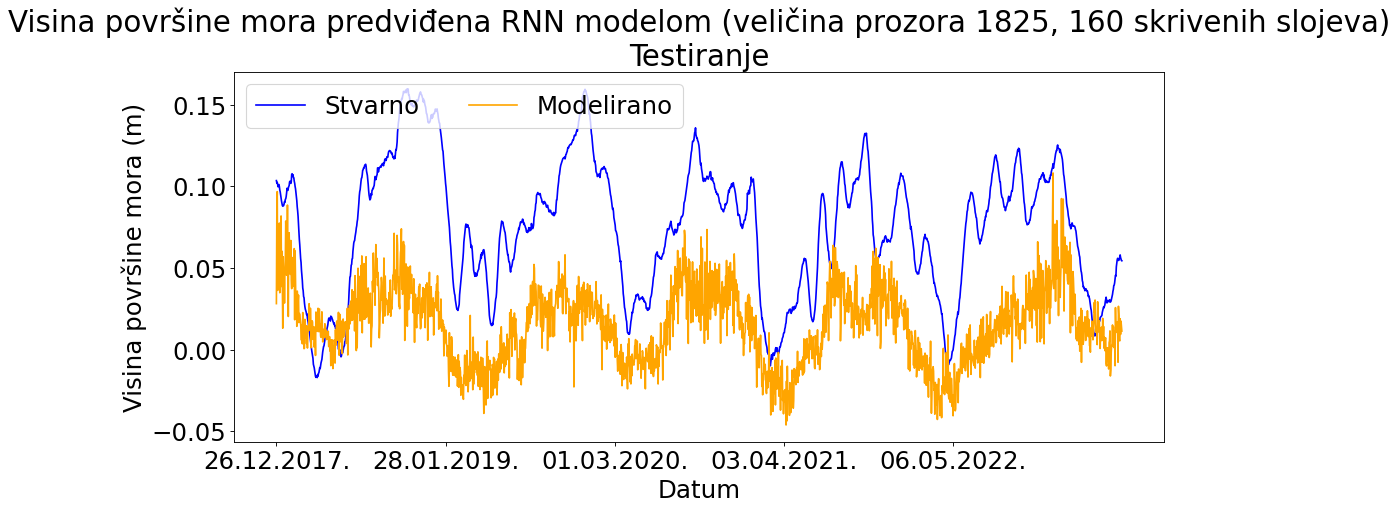 Visina površine mora predviđena RNN modelom (veličina prozora 1825, 160 skrivenih slojeva)
Testiranje
Stvarno Modelirano
Visina površine mora (m)
0.15
0.10
0.05
0.00
−0.05
26.12.2017. 28.01.2019. 01.03.2020. 03.04.2021. 06.05.2022.
Datum